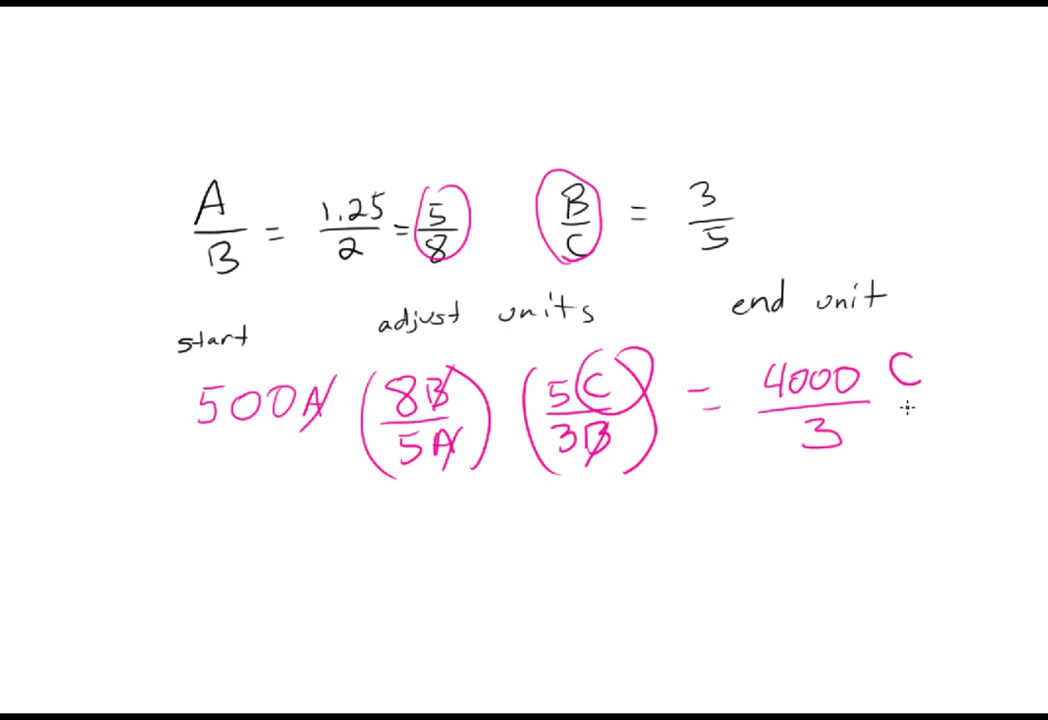 A/B = 1.25/2 = 5/8 B/C = 3/5
start adjust units end unit
500A (8B/5A) (5C/3B) = 4000/3 C